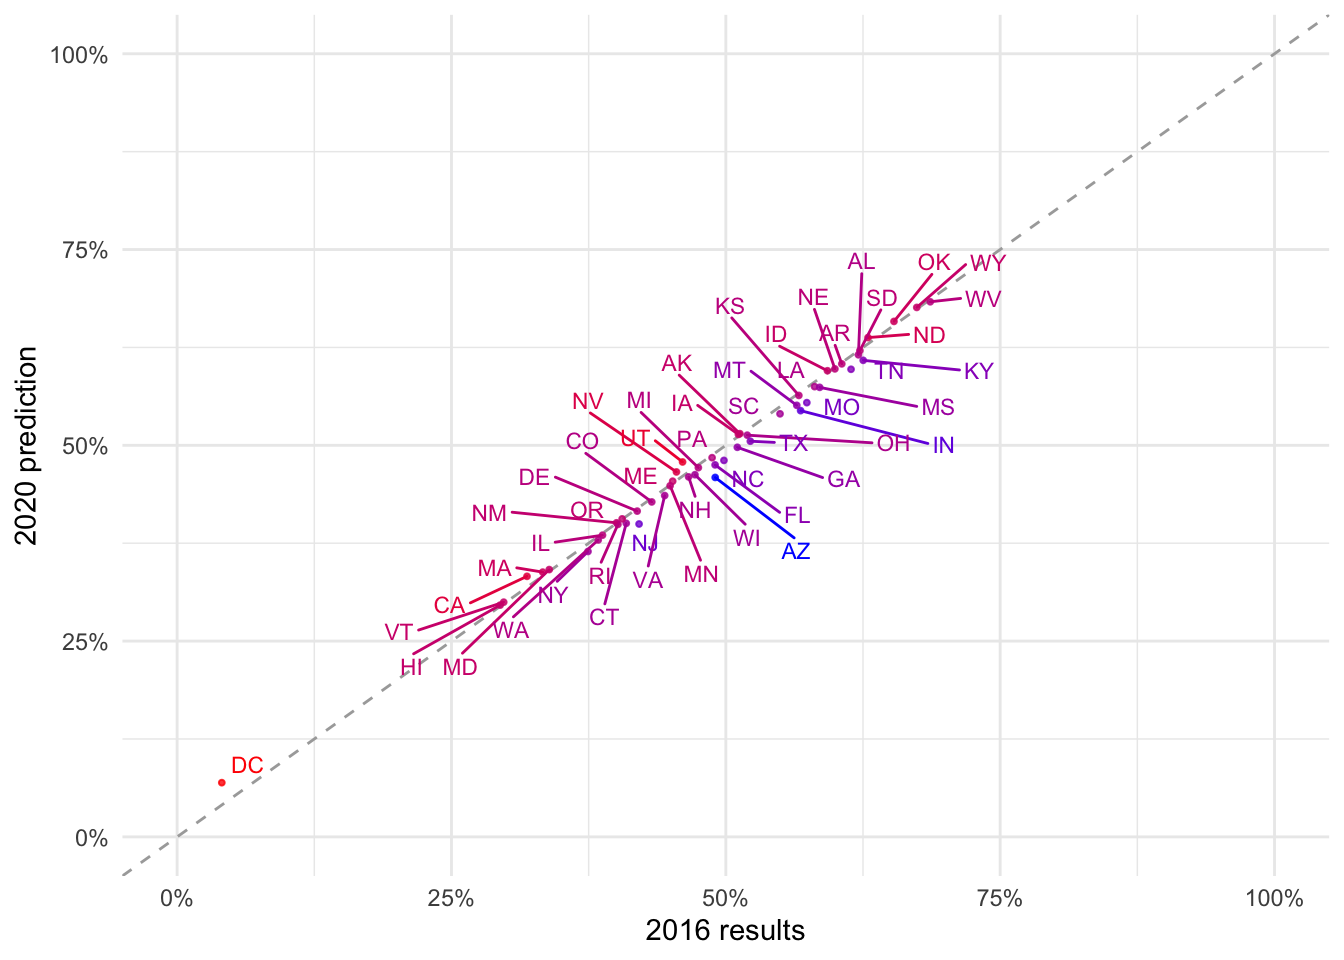 100%
75%
50%
25%
0%
2020 prediction
AL
OK
WY
KS
NE
SD
WV
ID
AR
ND
AK
MT
LA
TN
KY
NV
MI
IA
SC
MO
MS
CO
UT
PA
TX
OH
IN
DE
ME
NC
GA
NM
OR
NH
FL
IL
NJ
WI
AZ
MA
RI
VA
MN
CA
NY
CT
VT
WA
HI
MD
DC
0%
25%
50%
75%
100%
2016 results